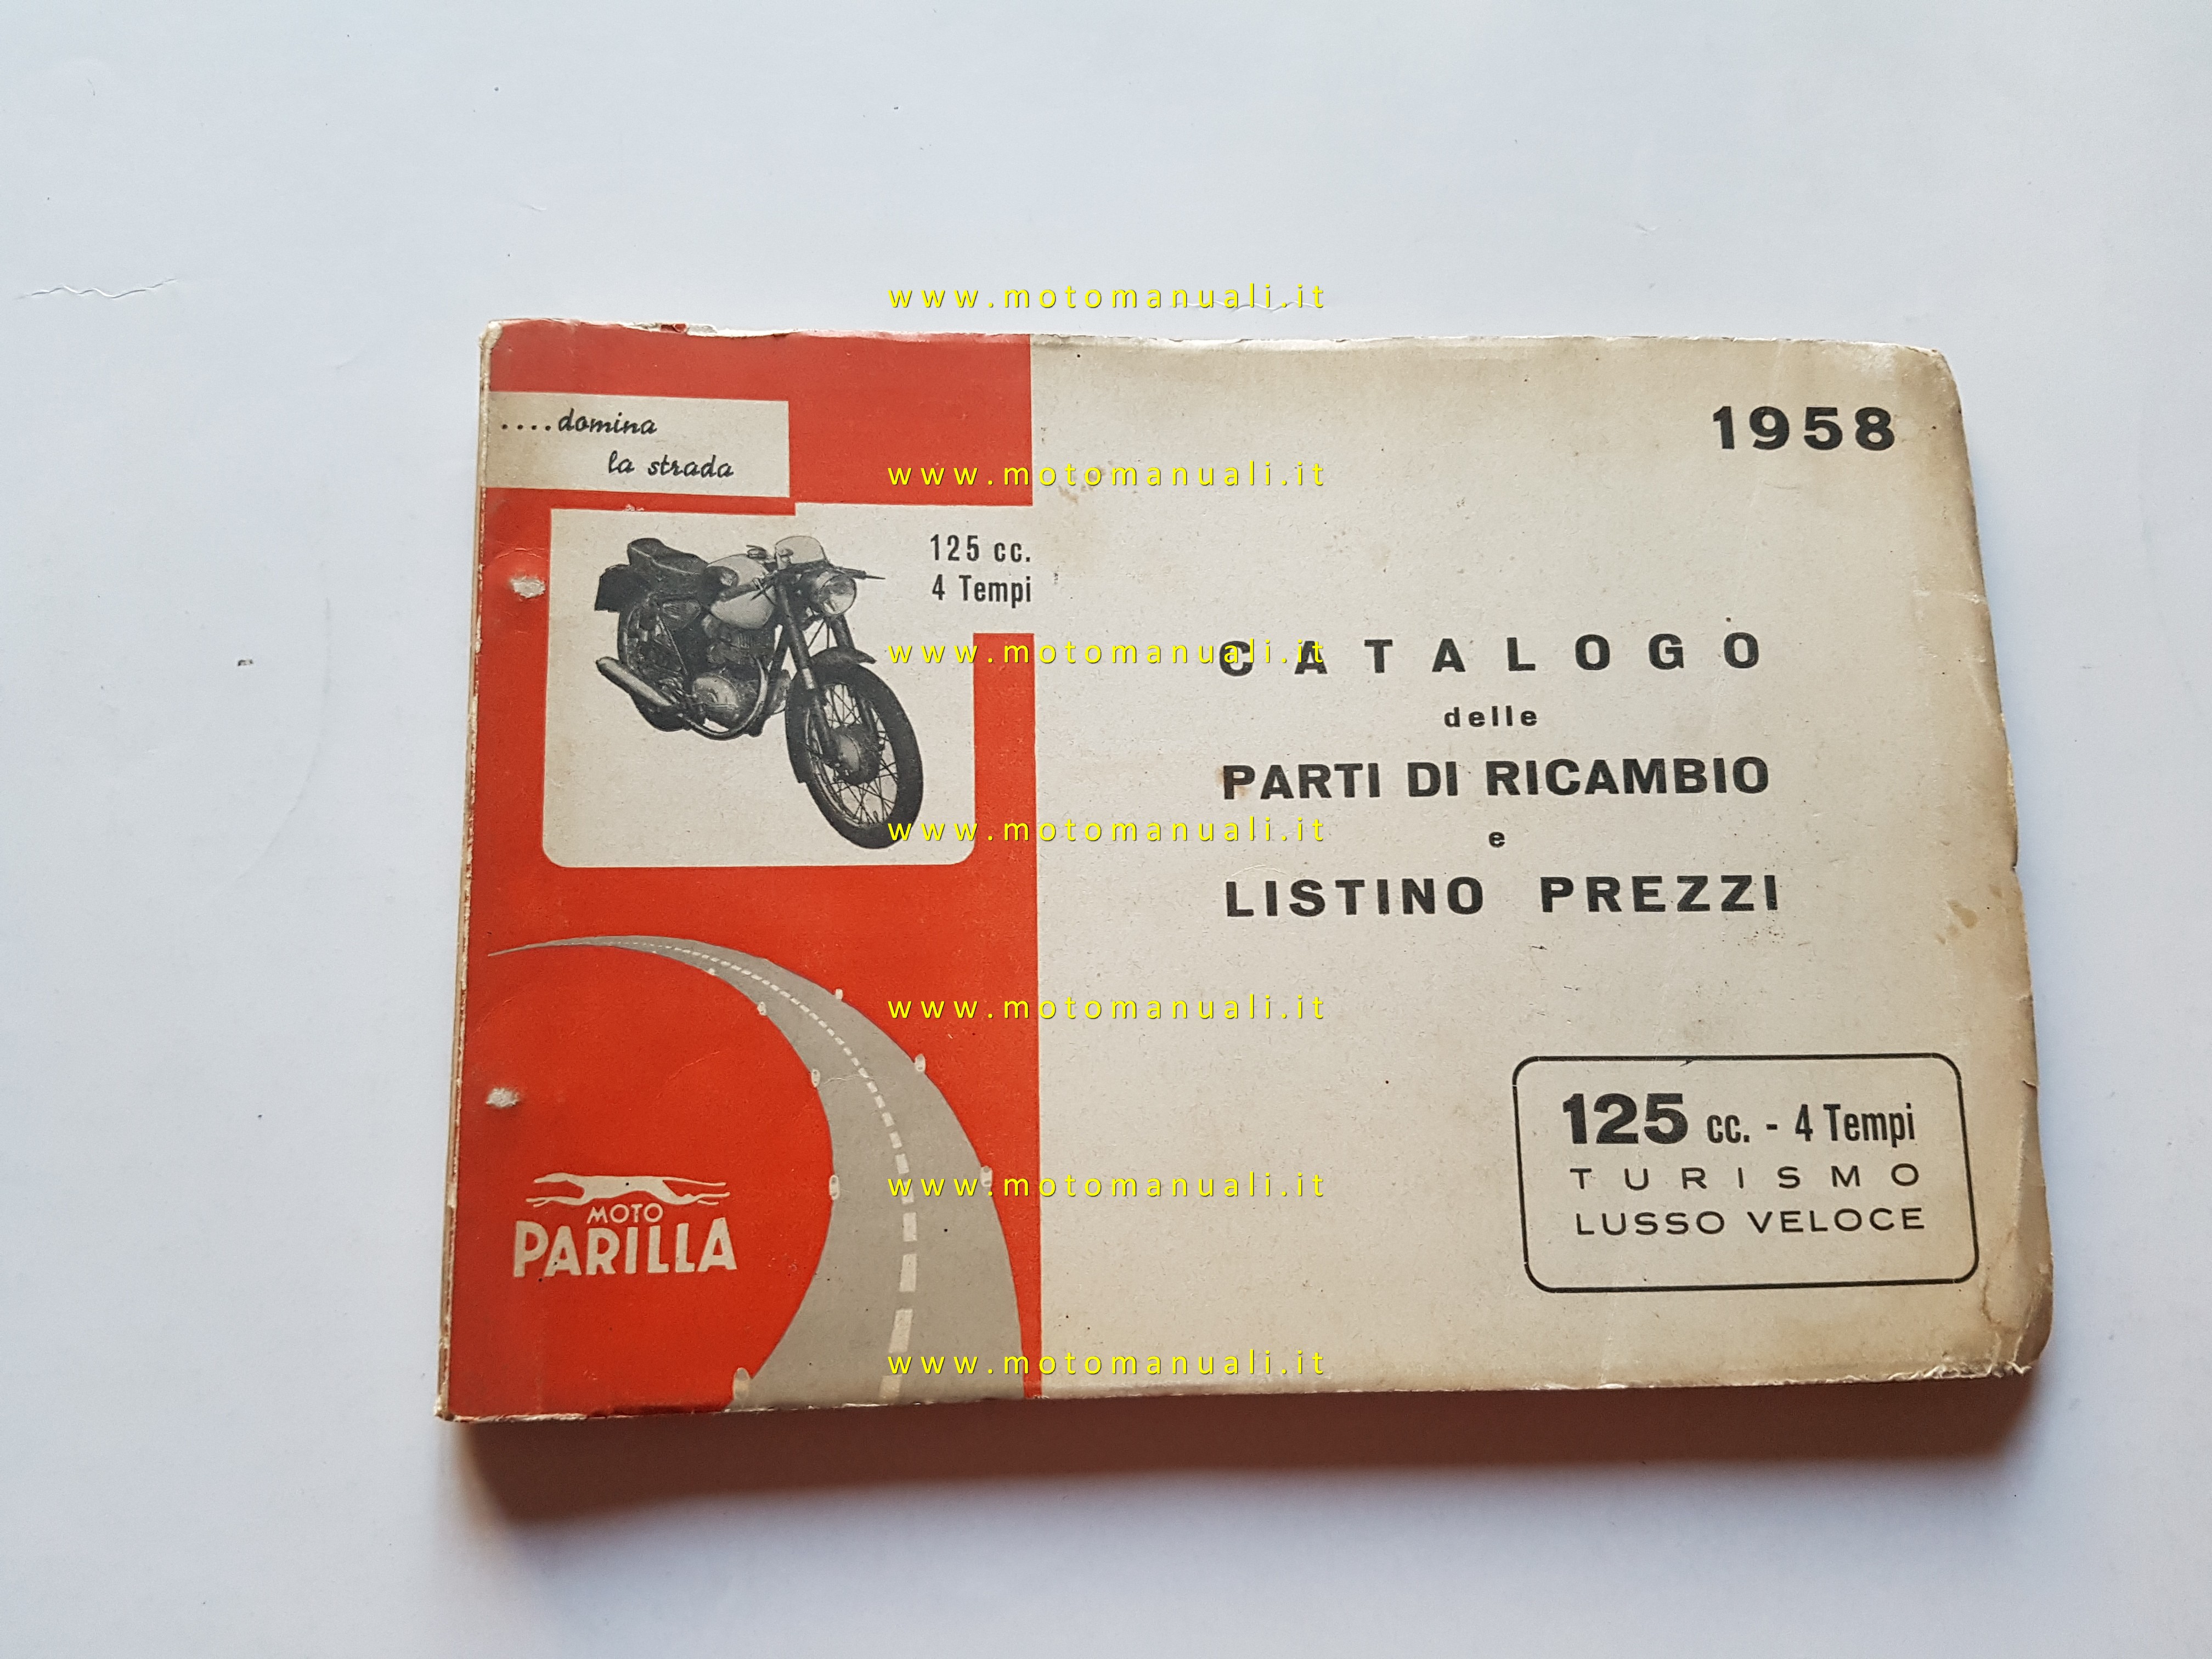 www.motomanuali.it
....domina
la strada
1958
www.motomanuali.it
125 cc.
4 Tempi
CATALOGO
www.motomanuali.it
delle
PARTI DI RICAMBIO
www.motomanuali.it
e
LISTINO PREZZI
www.motomanuali.it
125 cc. - 4 Tempi
TURISMO
LUSSO VELOCE
www.motomanuali.it
MOTO
PARILLA
www.motomanuali.it